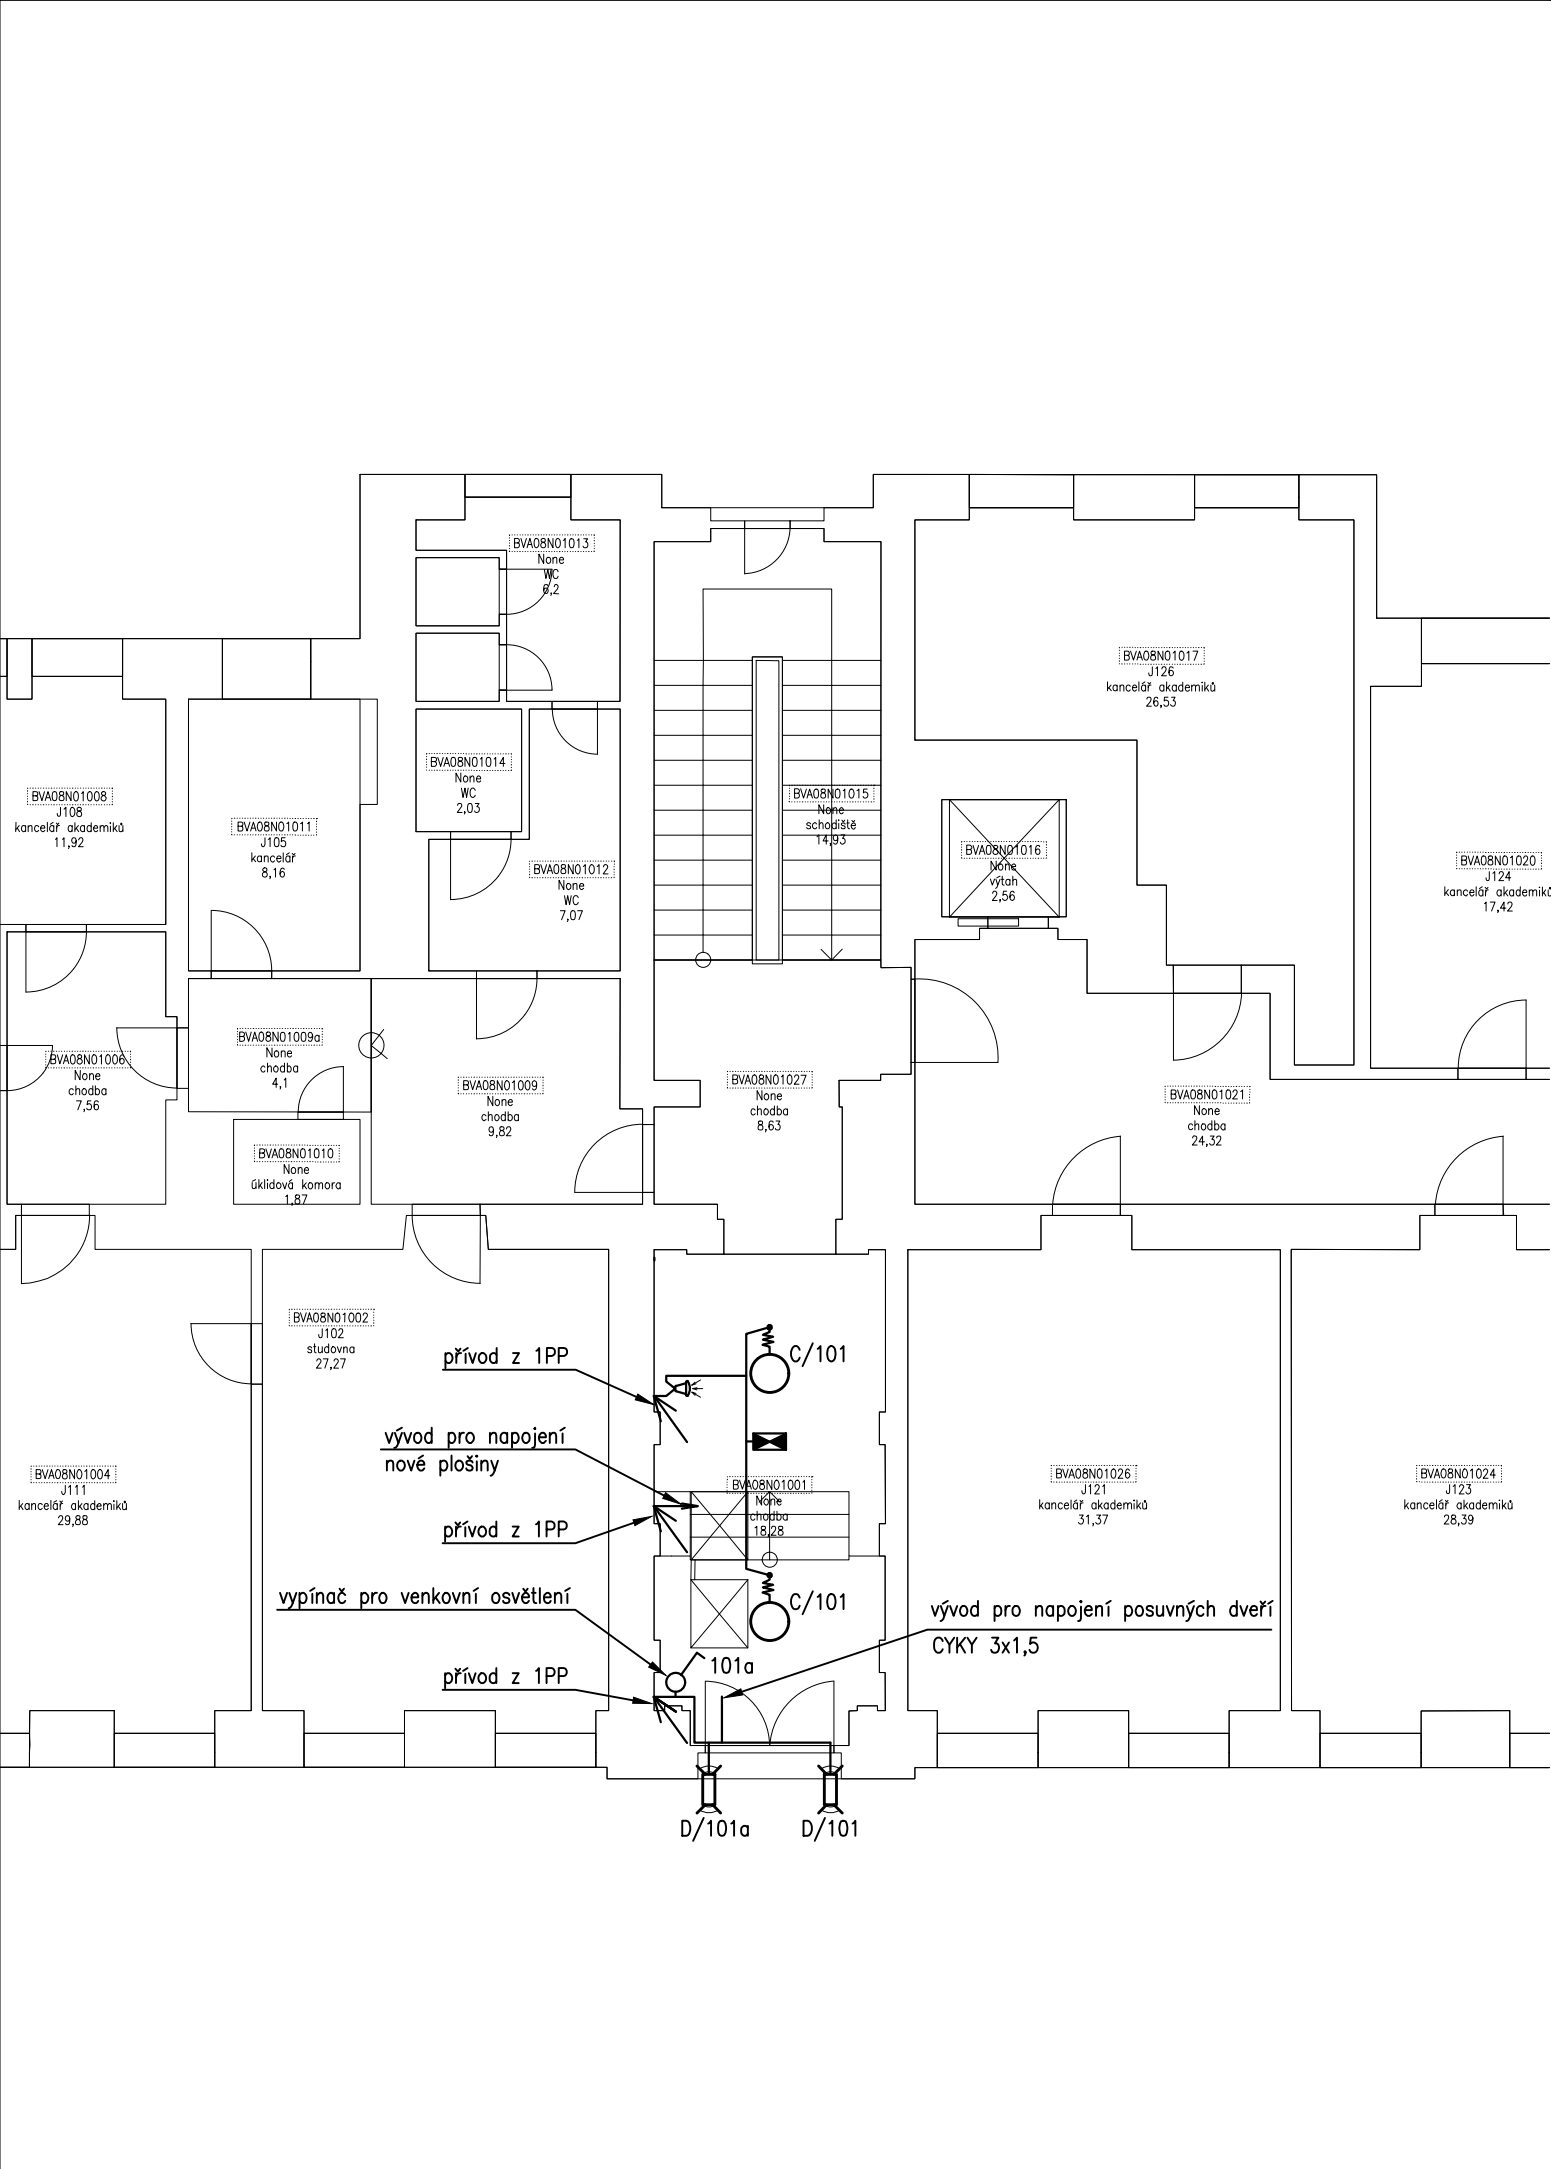 BVA08N01013
None
WC
6,2
BVA08N01017
J126
kancelář akademiků
26,53
BVA08N01014
None
WC
2,03
BVA08N01008
J108
kancelář akademiků
11,92
BVA08N01011
J105
kancelář
8,16
BVA08N01015
None
schodiště
14,93
BVA08N01012
None
WC
7,07
BVA08N01016
None
výtah
2,56
BVA08N01020
J124
kancelář akademiků
17,42
BVA08N01006
None
chodba
7,56
BVA08N01009a
None
chodba
4,1
BVA08N01009
None
chodba
9,82
BVA08N01027
None
chodba
8,63
BVA08N01021
None
chodba
24,32
BVA08N01010
None
úklidová komora
1,87
BVA08N01002
J102
studovna
27,27
přívod z 1PP
C/101
vývod pro napojení
nové plošiny
BVA08N01004
J111
kancelář akademiků
29,88
BVA08N01001
None
chodba
18,28
BVA08N01026
J121
kancelář akademiků
31,37
BVA08N01024
J123
kancelář akademiků
28,39
přívod z 1PP
vypínač pro venkovní osvětlení
C/101
vývod pro napojení posuvných dveří
CYKY 3x1,5
101a
přívod z 1PP
D/101a
D/101